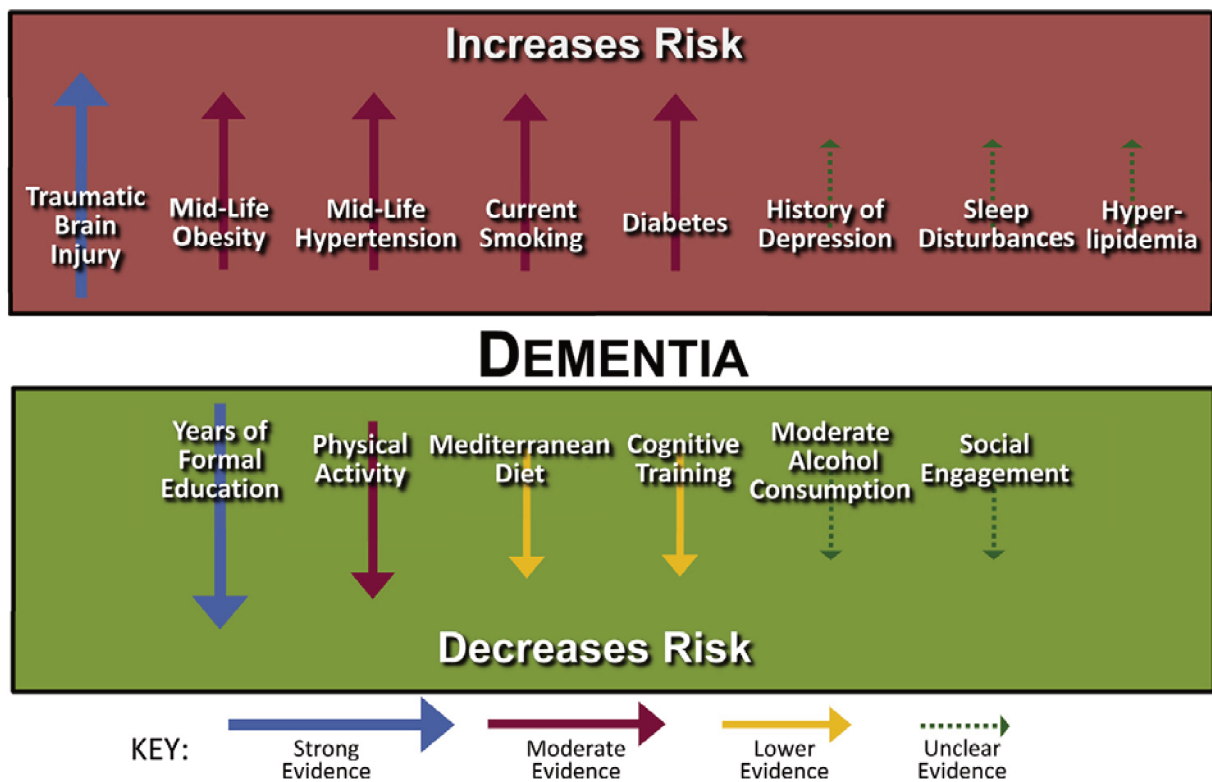 Increases Risk
Traumatic
Brain
Injury
Mid-Life
Obesity
Mid-Life
Hypertension
Current
Smoking
Diabetes
History of
Depression
Sleep
Disturbances
Hyper-
lipidemia
DEMENTIA
Years of
Formal
Education
Physical
Activity
Mediterranean
Diet
Cognitive
Training
Moderate
Alcohol
Consumption
Social
Engagement
Decreases Risk
KEY:
Strong
Evidence
Moderate
Evidence
Lower
Evidence
Unclear
Evidence